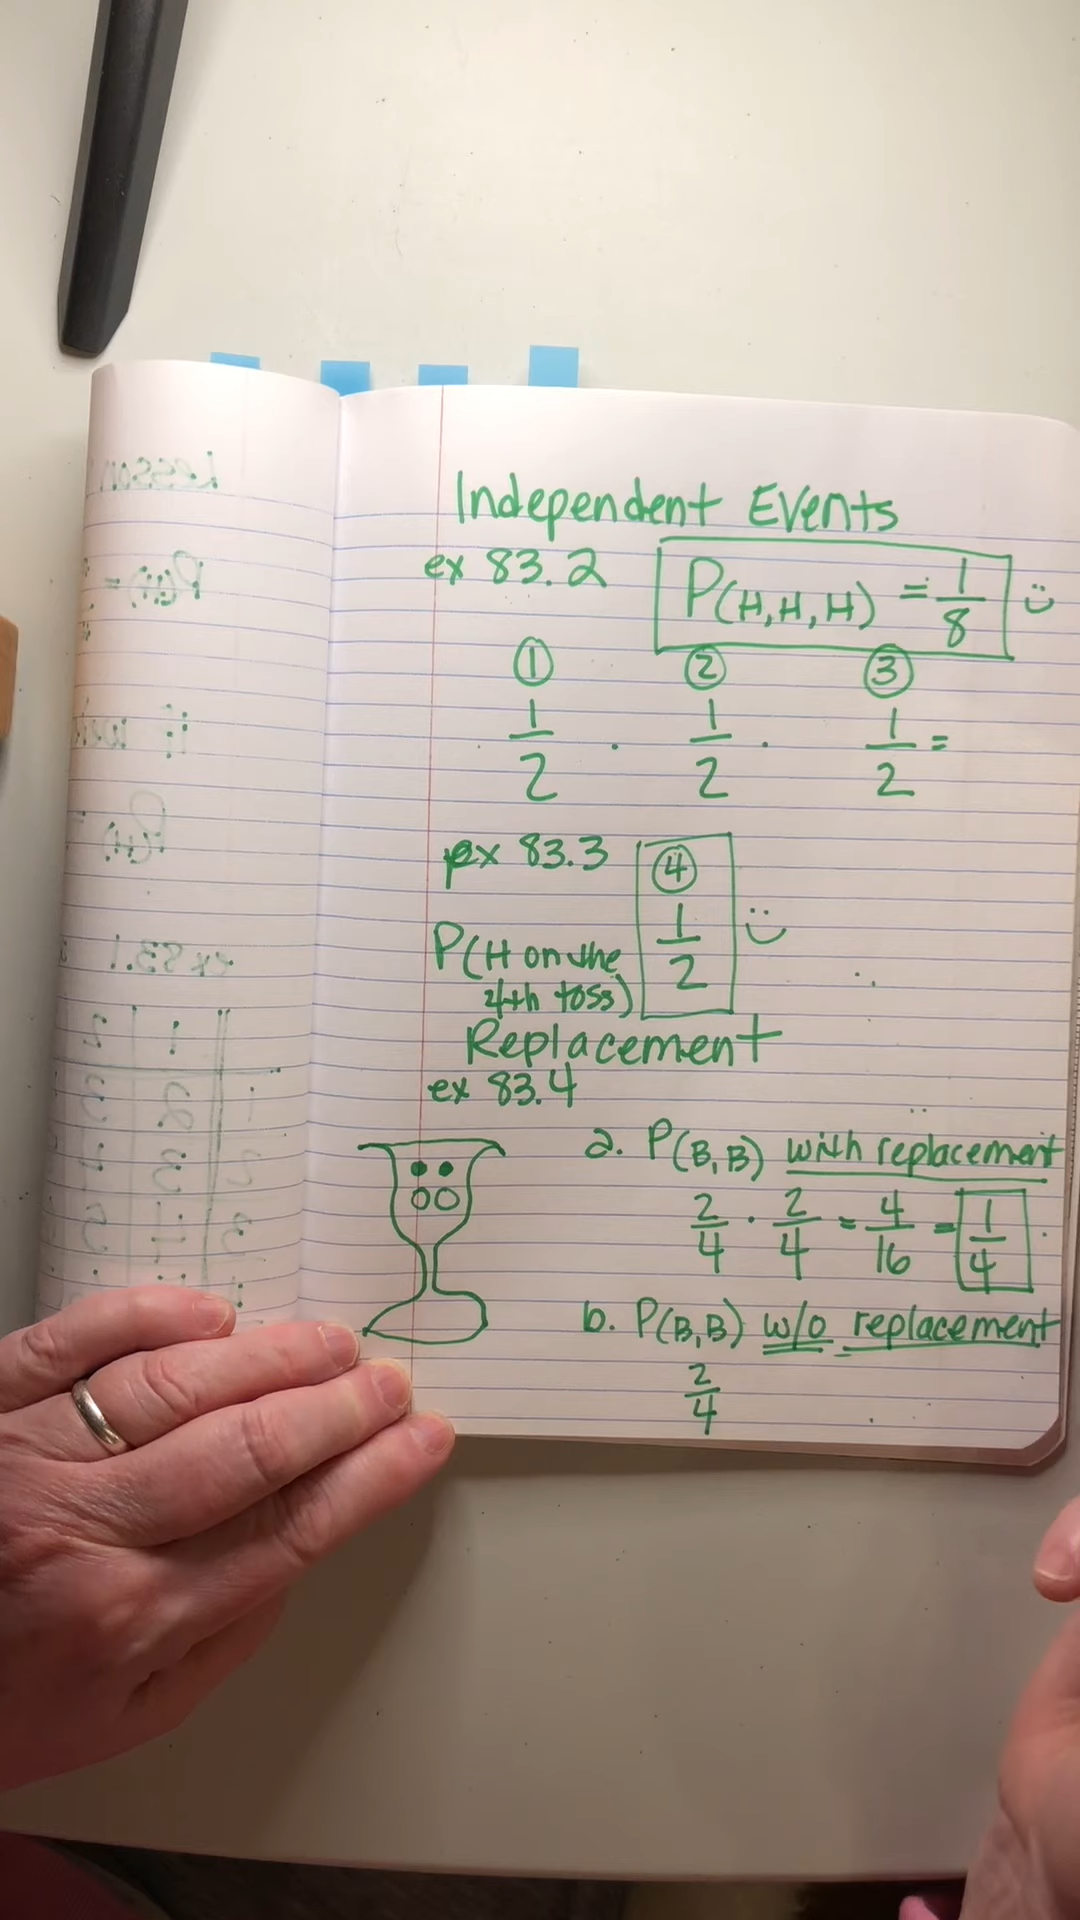 Independent Events
ex 83.2 P(H,H,H) = 1/8
① ② ③
1/2 · 1/2 · 1/2 =
ex 83.3 ④
P(H on the 1/2
4th toss)
Replacement
ex 83.4
a. P(B,B) with replacement
2/4 · 2/4 = 4/16 = 1/4
b. P(B,B) w/o replacement
2/4